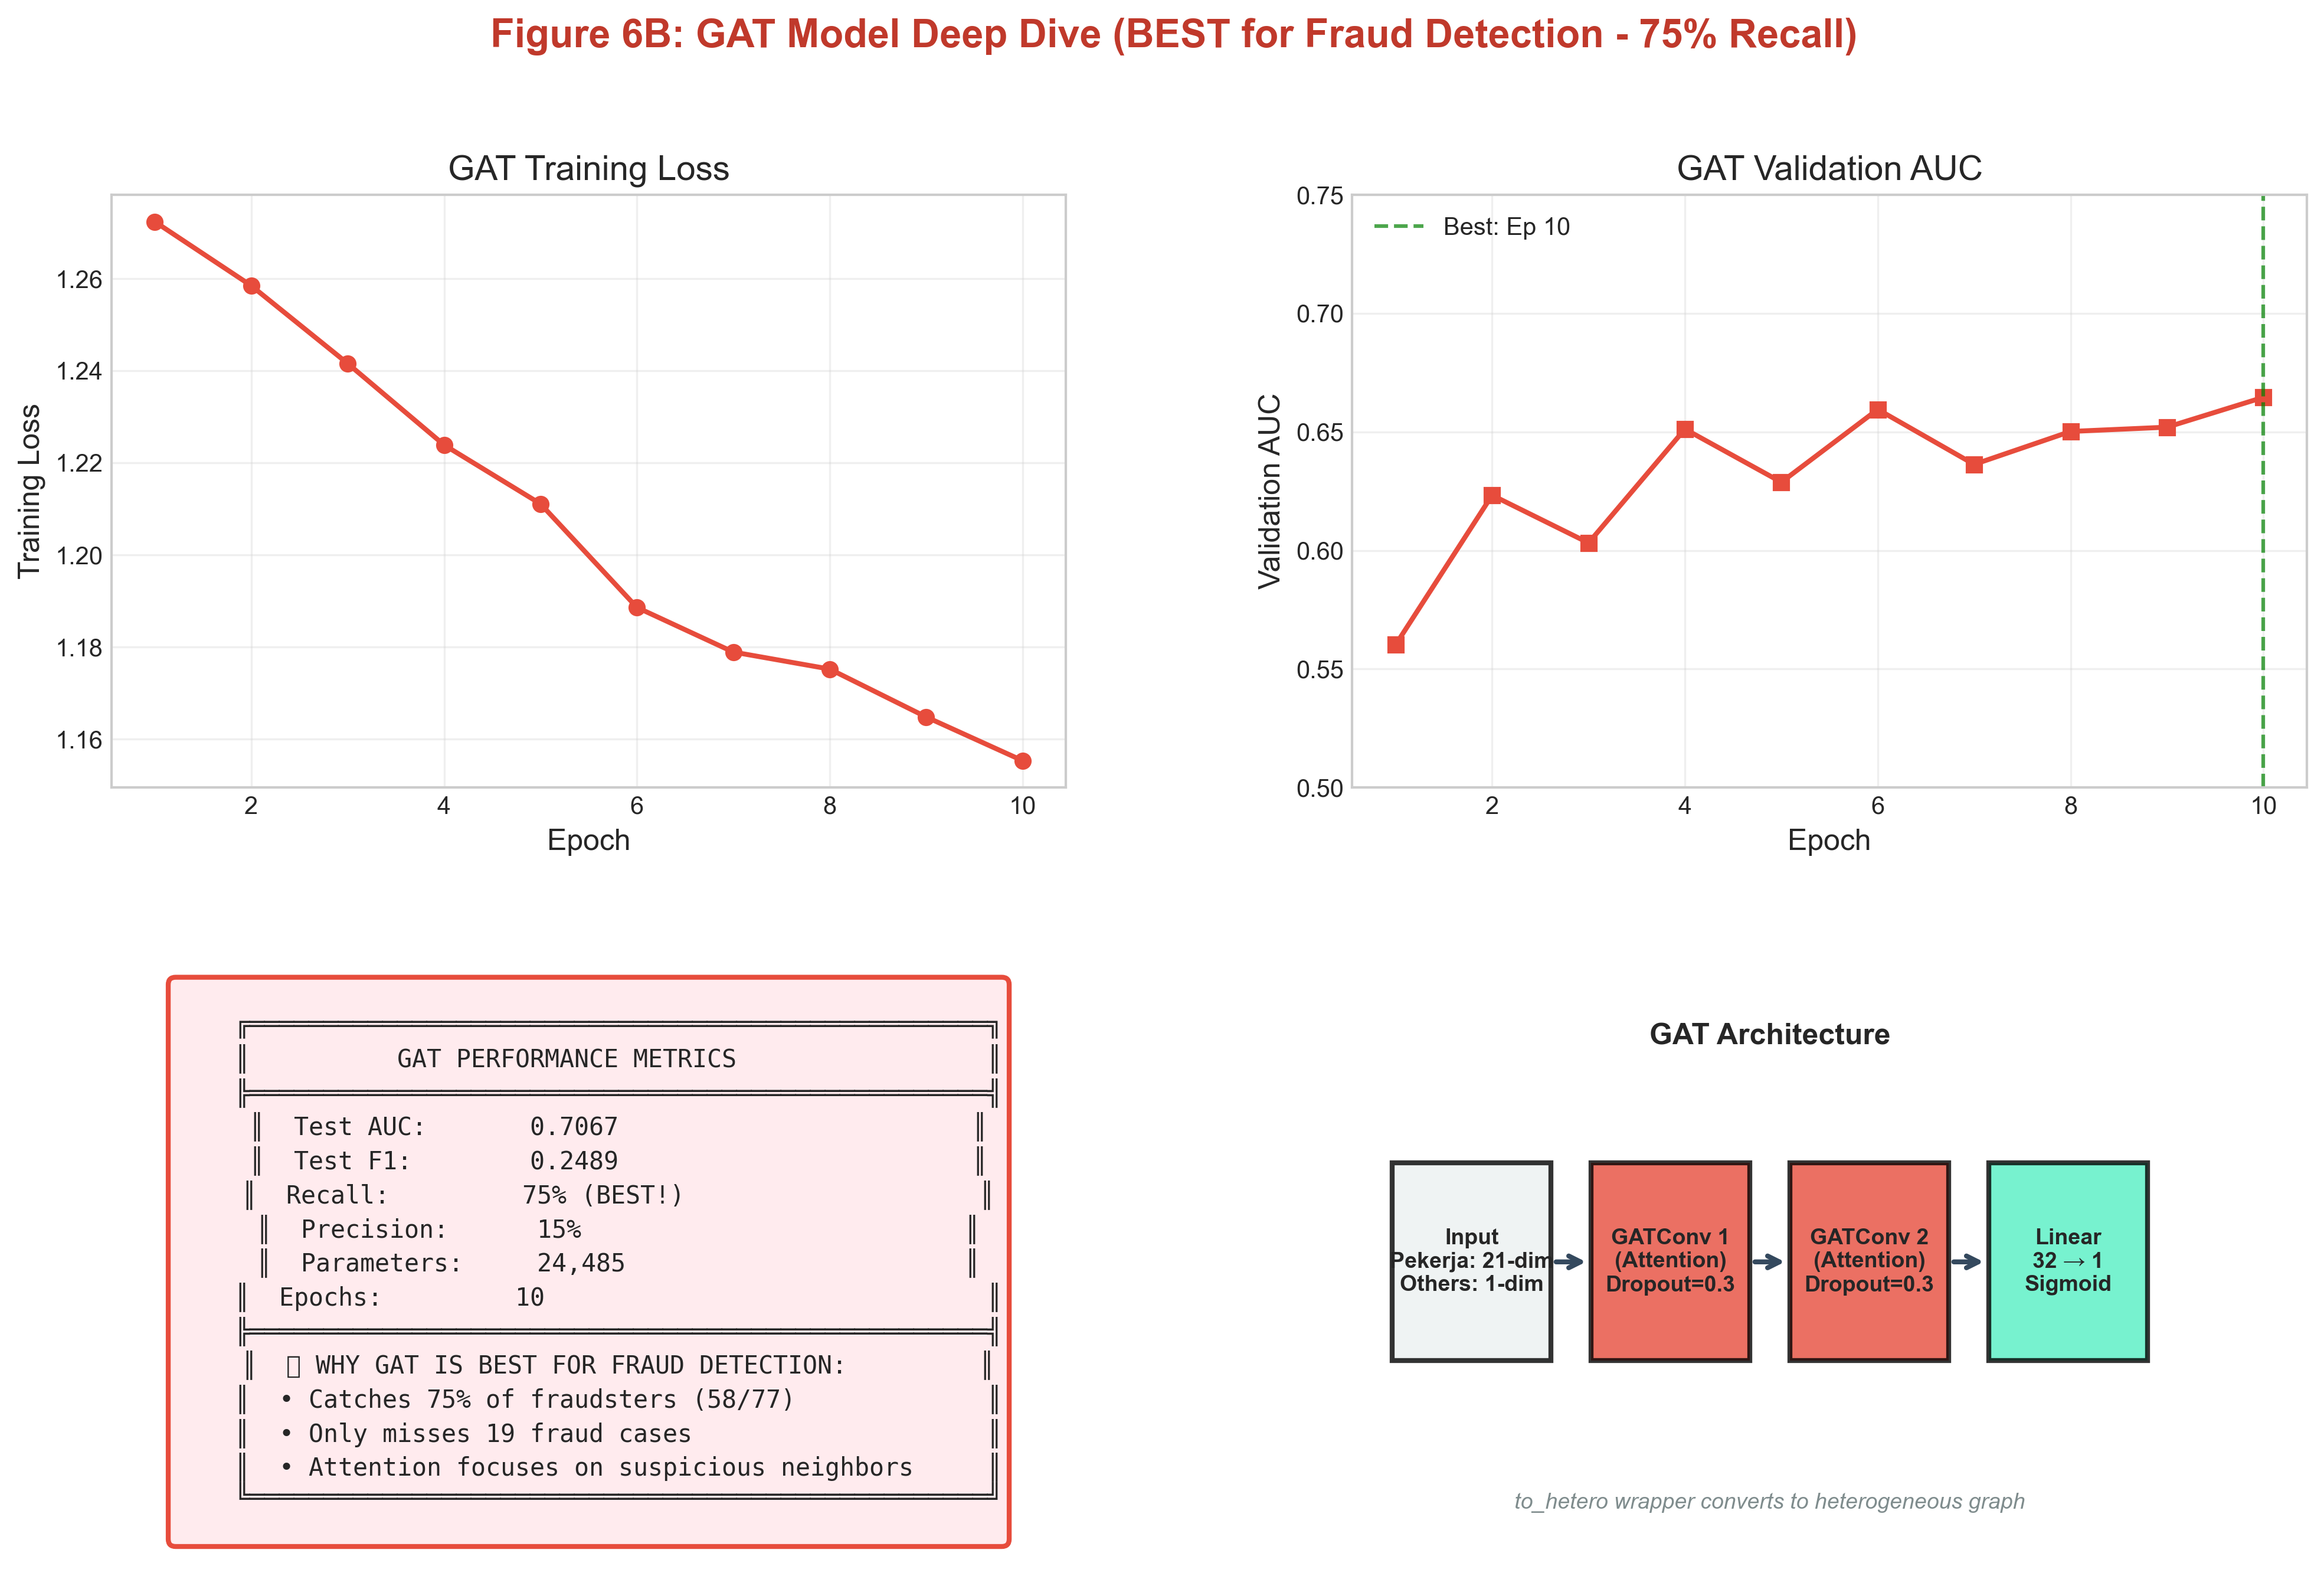 Figure 6B: GAT Model Deep Dive (BEST for Fraud Detection - 75% Recall)
GAT Training Loss
Training Loss
1.26
1.24
1.22
1.20
1.18
1.16
2 4 6 8 10
Epoch
GAT Validation AUC
Best: Ep 10
Validation AUC
0.75
0.70
0.65
0.60
0.55
0.50
2 4 6 8 10
Epoch
GAT PERFORMANCE METRICS
Test AUC: 0.7067
Test F1: 0.2489
Recall: 75% (BEST!)
Precision: 15%
Parameters: 24,485
Epochs: 10
WHY GAT IS BEST FOR FRAUD DETECTION:
• Catches 75% of fraudsters (58/77)
• Only misses 19 fraud cases
• Attention focuses on suspicious neighbors
GAT Architecture
Input
Pekerja: 21-dim
Others: 1-dim
GATConv 1
(Attention)
Dropout=0.3
GATConv 2
(Attention)
Dropout=0.3
Linear
32 → 1
Sigmoid
to_hetero wrapper converts to heterogeneous graph